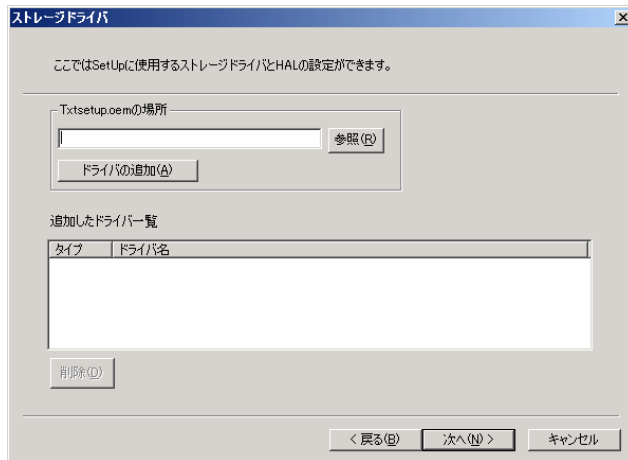 ストレージドライバ
ここではSetUpに使用するストレージドライバとHALの設定ができます。
Txtsetup.oemの場所
参照(R)
ドライバの追加(A)
追加したドライバ一覧
タイプ ドライバ名
削除(D)
< 戻る(B) 次へ(N) > キャンセル